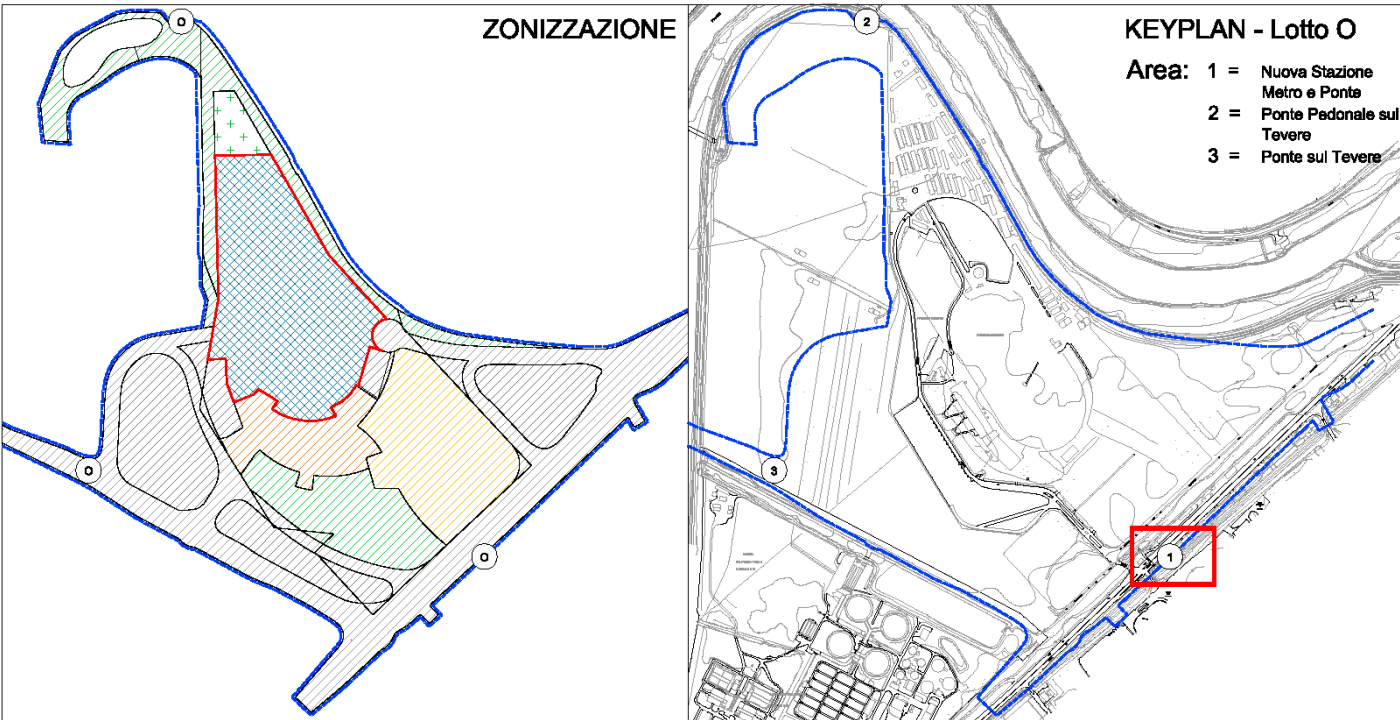 ZONIZZAZIONE
O
O
O
KEYPLAN - Lotto O
Area: 1 = Nuova Stazione
Metro e Ponte
2 = Ponte Pedonale sul
Tevere
3 = Ponte sul Tevere
2
3
1